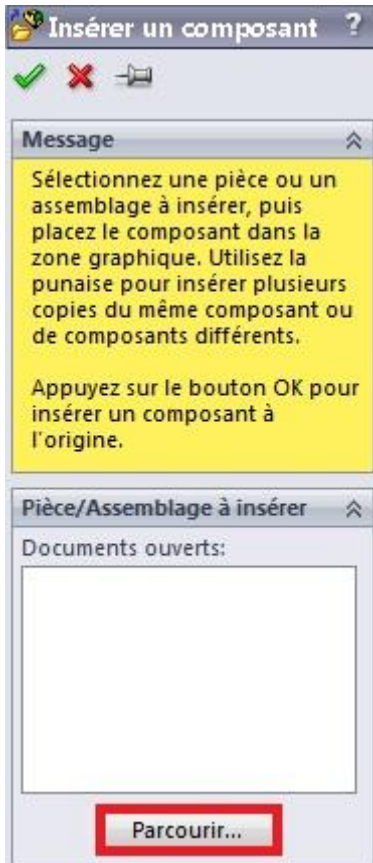 Insérer un composant ?
Message
Sélectionnez une pièce ou un
assemblage à insérer, puis
placez le composant dans la
zone graphique. Utilisez la
punaise pour insérer plusieurs
copies du même composant ou
de composants différents.
Appuyez sur le bouton OK pour
insérer un composant à
l'origine.
Pièce/Assemblage à insérer
Documents ouverts:
Parcourir...